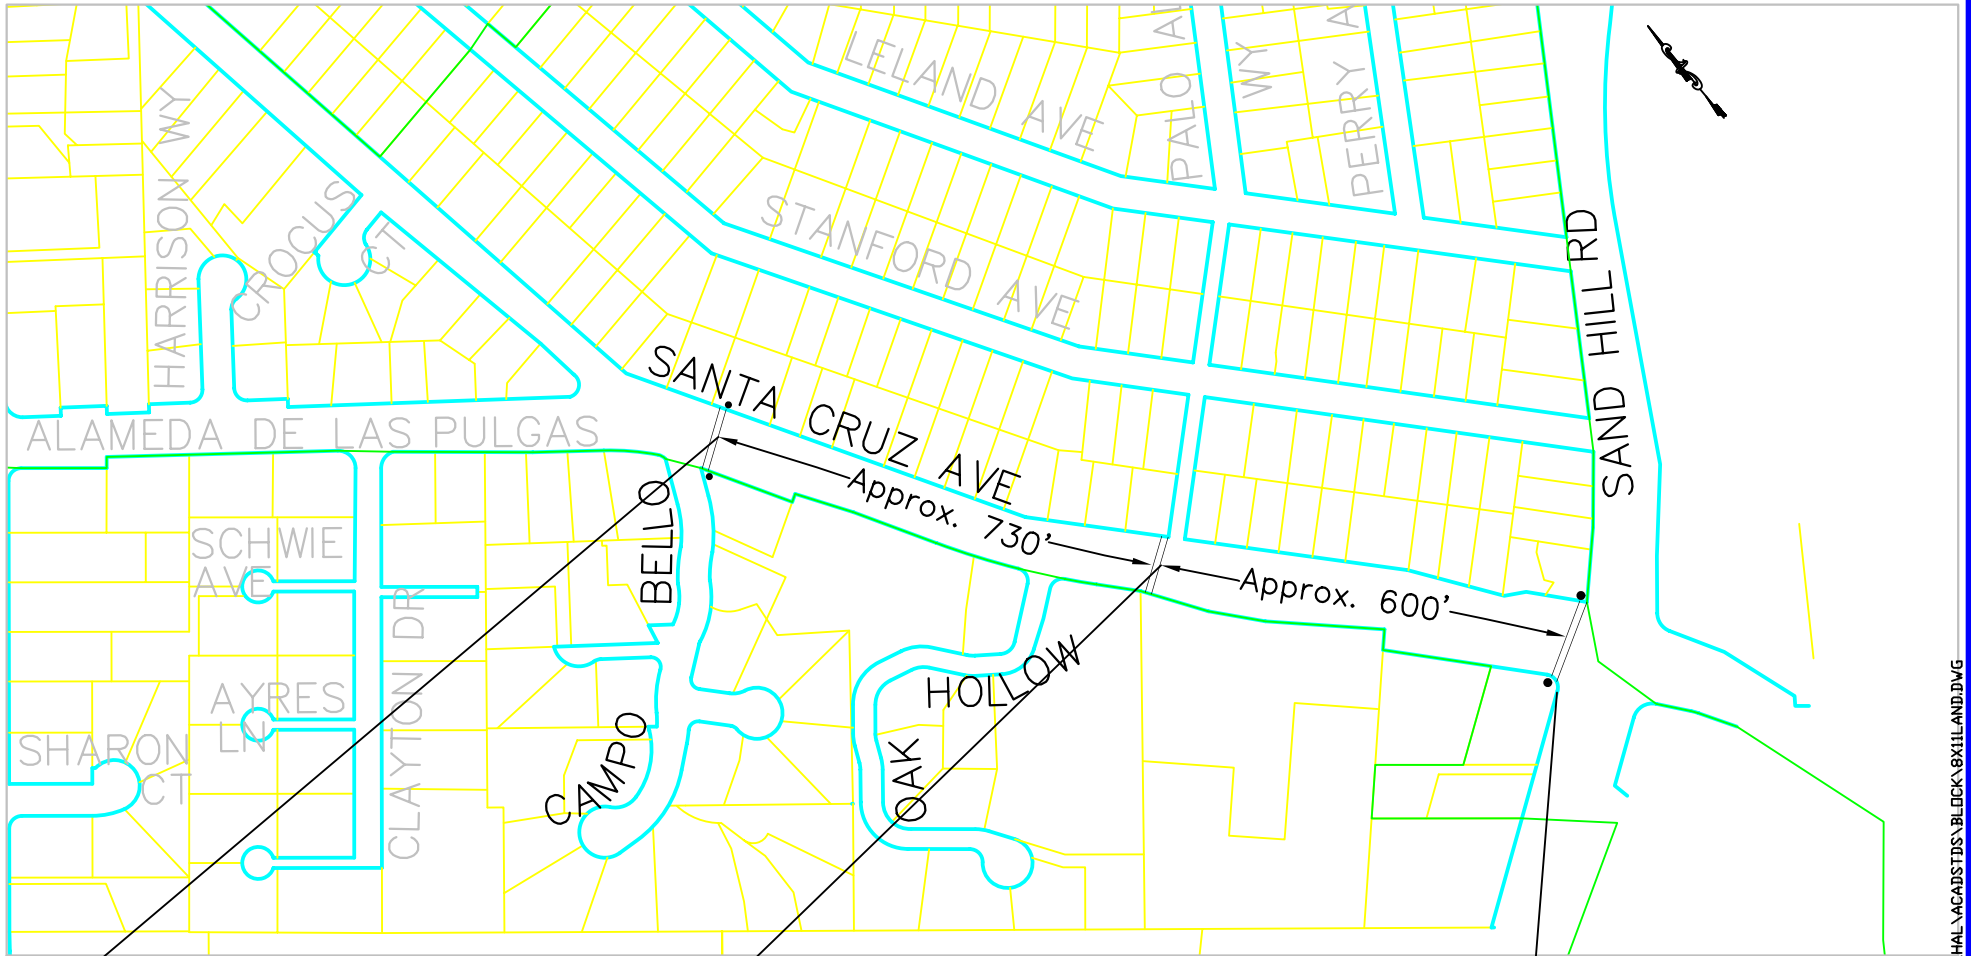 LELAND AVE
PALO AL
WY
PERRY A
HARRISON WY
CROCUS
CT
STANFORD AVE
SAND HILL RD
SANTA CRUZ AVE
ALAMEDA DE LAS PULGAS
Approx. 730'
Approx. 600'
BELLO
SCHWIE
AVE
CLAYTON DR
AYRES
LN
SHARON
CT
CAMPO
OAK
HOLLOW
HAL\ACADSTDS\BLOCK\8X11LAND.DWG